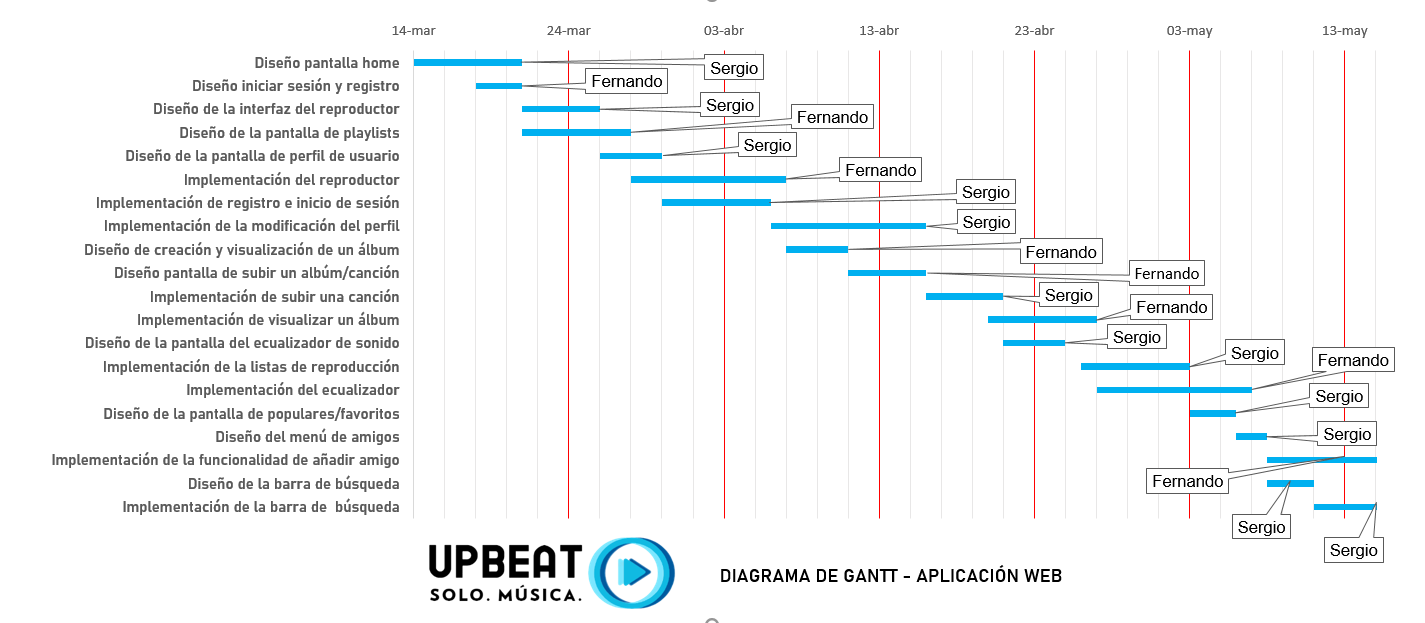 14-mar 24-mar 03-abr 13-abr 23-abr 03-may 13-may
Diseño pantalla home Sergio
Diseño iniciar sesión y registro Fernando
Diseño de la interfaz del reproductor Sergio
Diseño de la pantalla de playlists Fernando
Diseño de la pantalla de perfil de usuario Sergio
Implementación del reproductor Fernando
Implementación de registro e inicio de sesión Sergio
Implementación de la modificación del perfil Sergio
Diseño de creación y visualización de un álbum Fernando
Diseño pantalla de subir un albúm/canción Fernando
Implementación de subir una canción Sergio
Implementación de visualizar un álbum Fernando
Diseño de la pantalla del ecualizador de sonido Sergio
Implementación de la listas de reproducción Sergio
Implementación del ecualizador Fernando
Diseño de la pantalla de populares/favoritos Sergio
Diseño del menú de amigos Sergio
Implementación de la funcionalidad de añadir amigo Fernando
Diseño de la barra de búsqueda Sergio
Implementación de la barra de búsqueda Sergio
UPBEAT
SOLO. MÚSICA.
DIAGRAMA DE GANTT - APLICACIÓN WEB